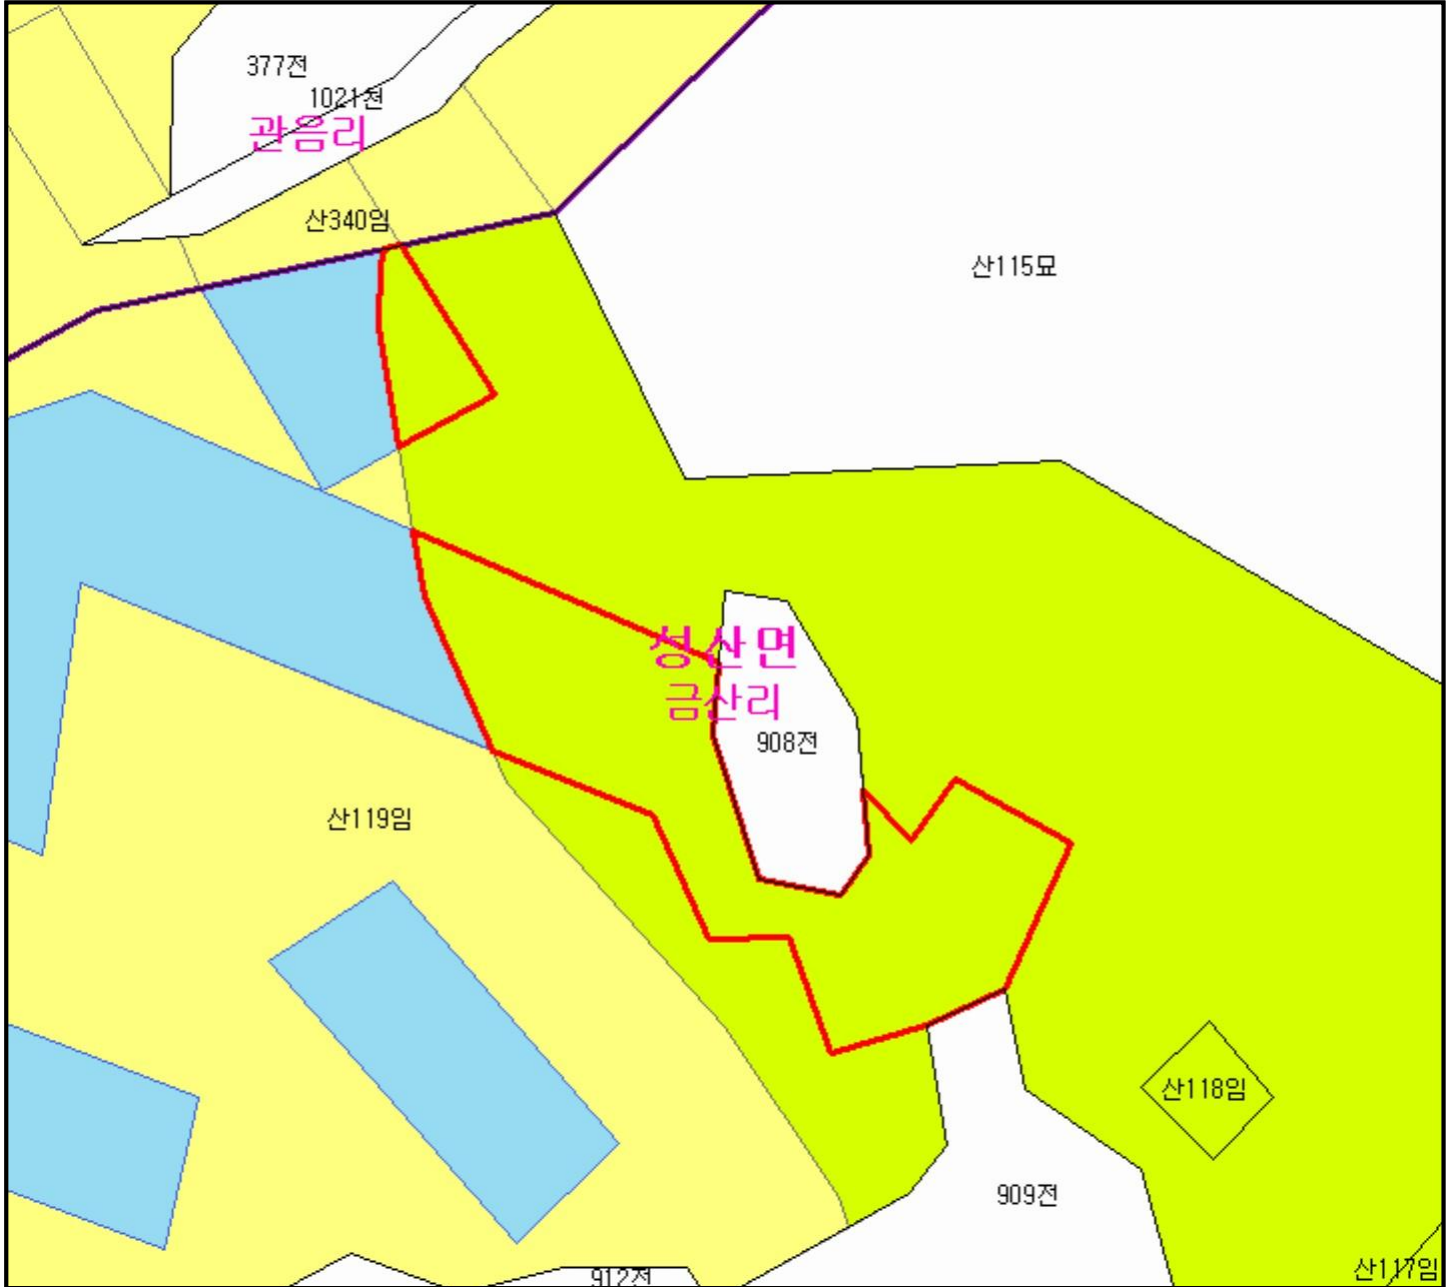 377전
1021천
관음리
산340임
산115묘
성산면
금산리
908전
산119임
산118임
909전
산117임
912전